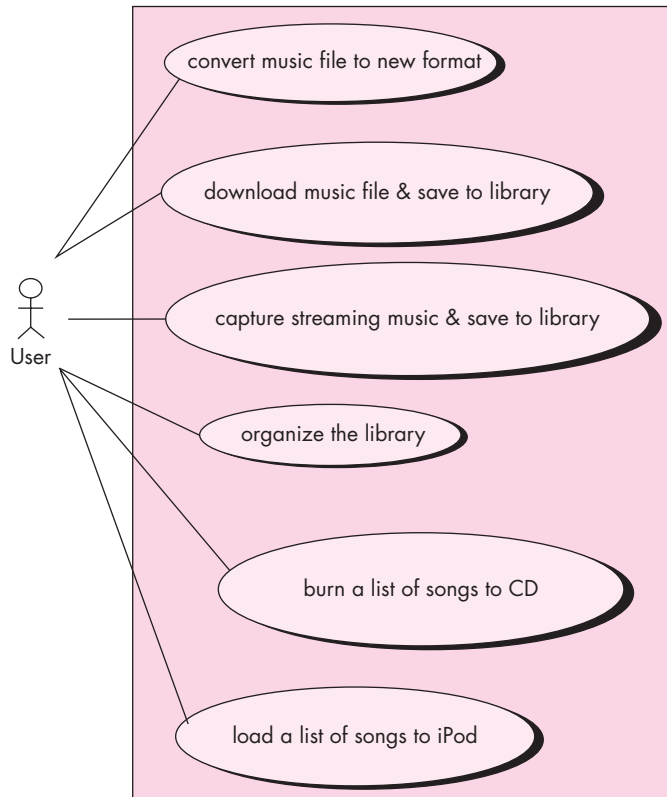 convert music file to new format
download music file & save to library
capture streaming music & save to library
User
organize the library
burn a list of songs to CD
load a list of songs to iPod